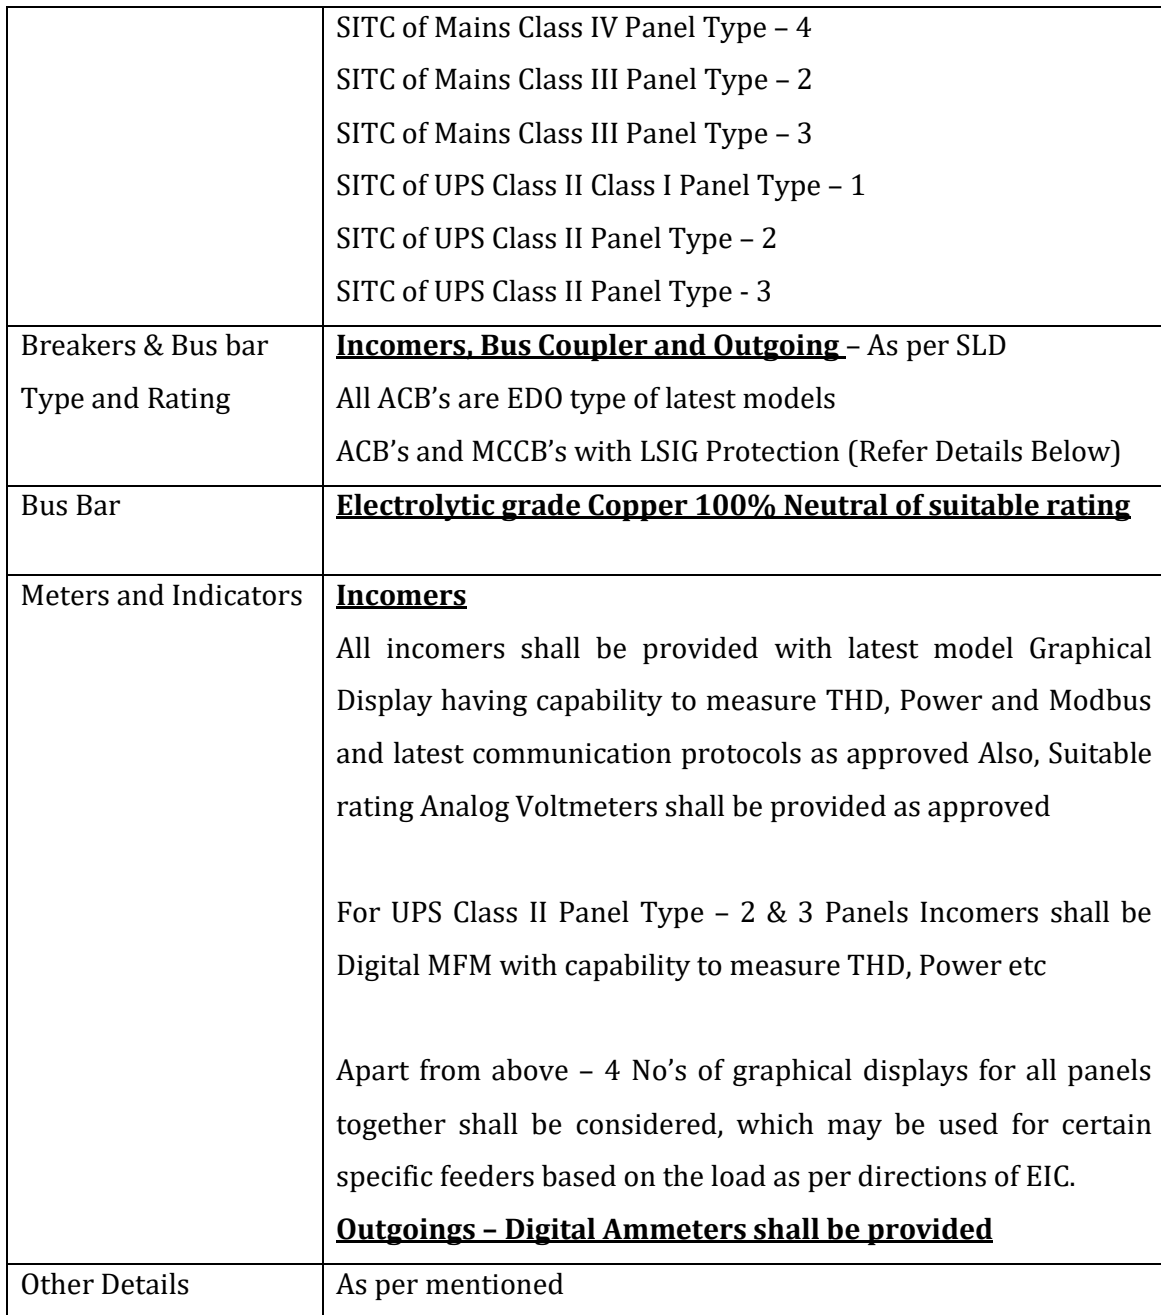 SITC of Mains Class IV Panel Type – 4
SITC of Mains Class III Panel Type – 2
SITC of Mains Class III Panel Type – 3
SITC of UPS Class II Class I Panel Type – 1
SITC of UPS Class II Panel Type – 2
SITC of UPS Class II Panel Type - 3
Breakers & Bus bar
Type and Rating
Incomers, Bus Coupler and Outgoing – As per SLD
All ACB’s are EDO type of latest models
ACB’s and MCCB’s with LSIG Protection (Refer Details Below)
Bus Bar
Electrolytic grade Copper 100% Neutral of suitable rating
Meters and Indicators
Incomers
All incomers shall be provided with latest model Graphical
Display having capability to measure THD, Power and Modbus
and latest communication protocols as approved Also, Suitable
rating Analog Voltmeters shall be provided as approved
For UPS Class II Panel Type – 2 & 3 Panels Incomers shall be
Digital MFM with capability to measure THD, Power etc
Apart from above – 4 No’s of graphical displays for all panels
together shall be considered, which may be used for certain
specific feeders based on the load as per directions of EIC.
Outgoings – Digital Ammeters shall be provided
Other Details
As per mentioned